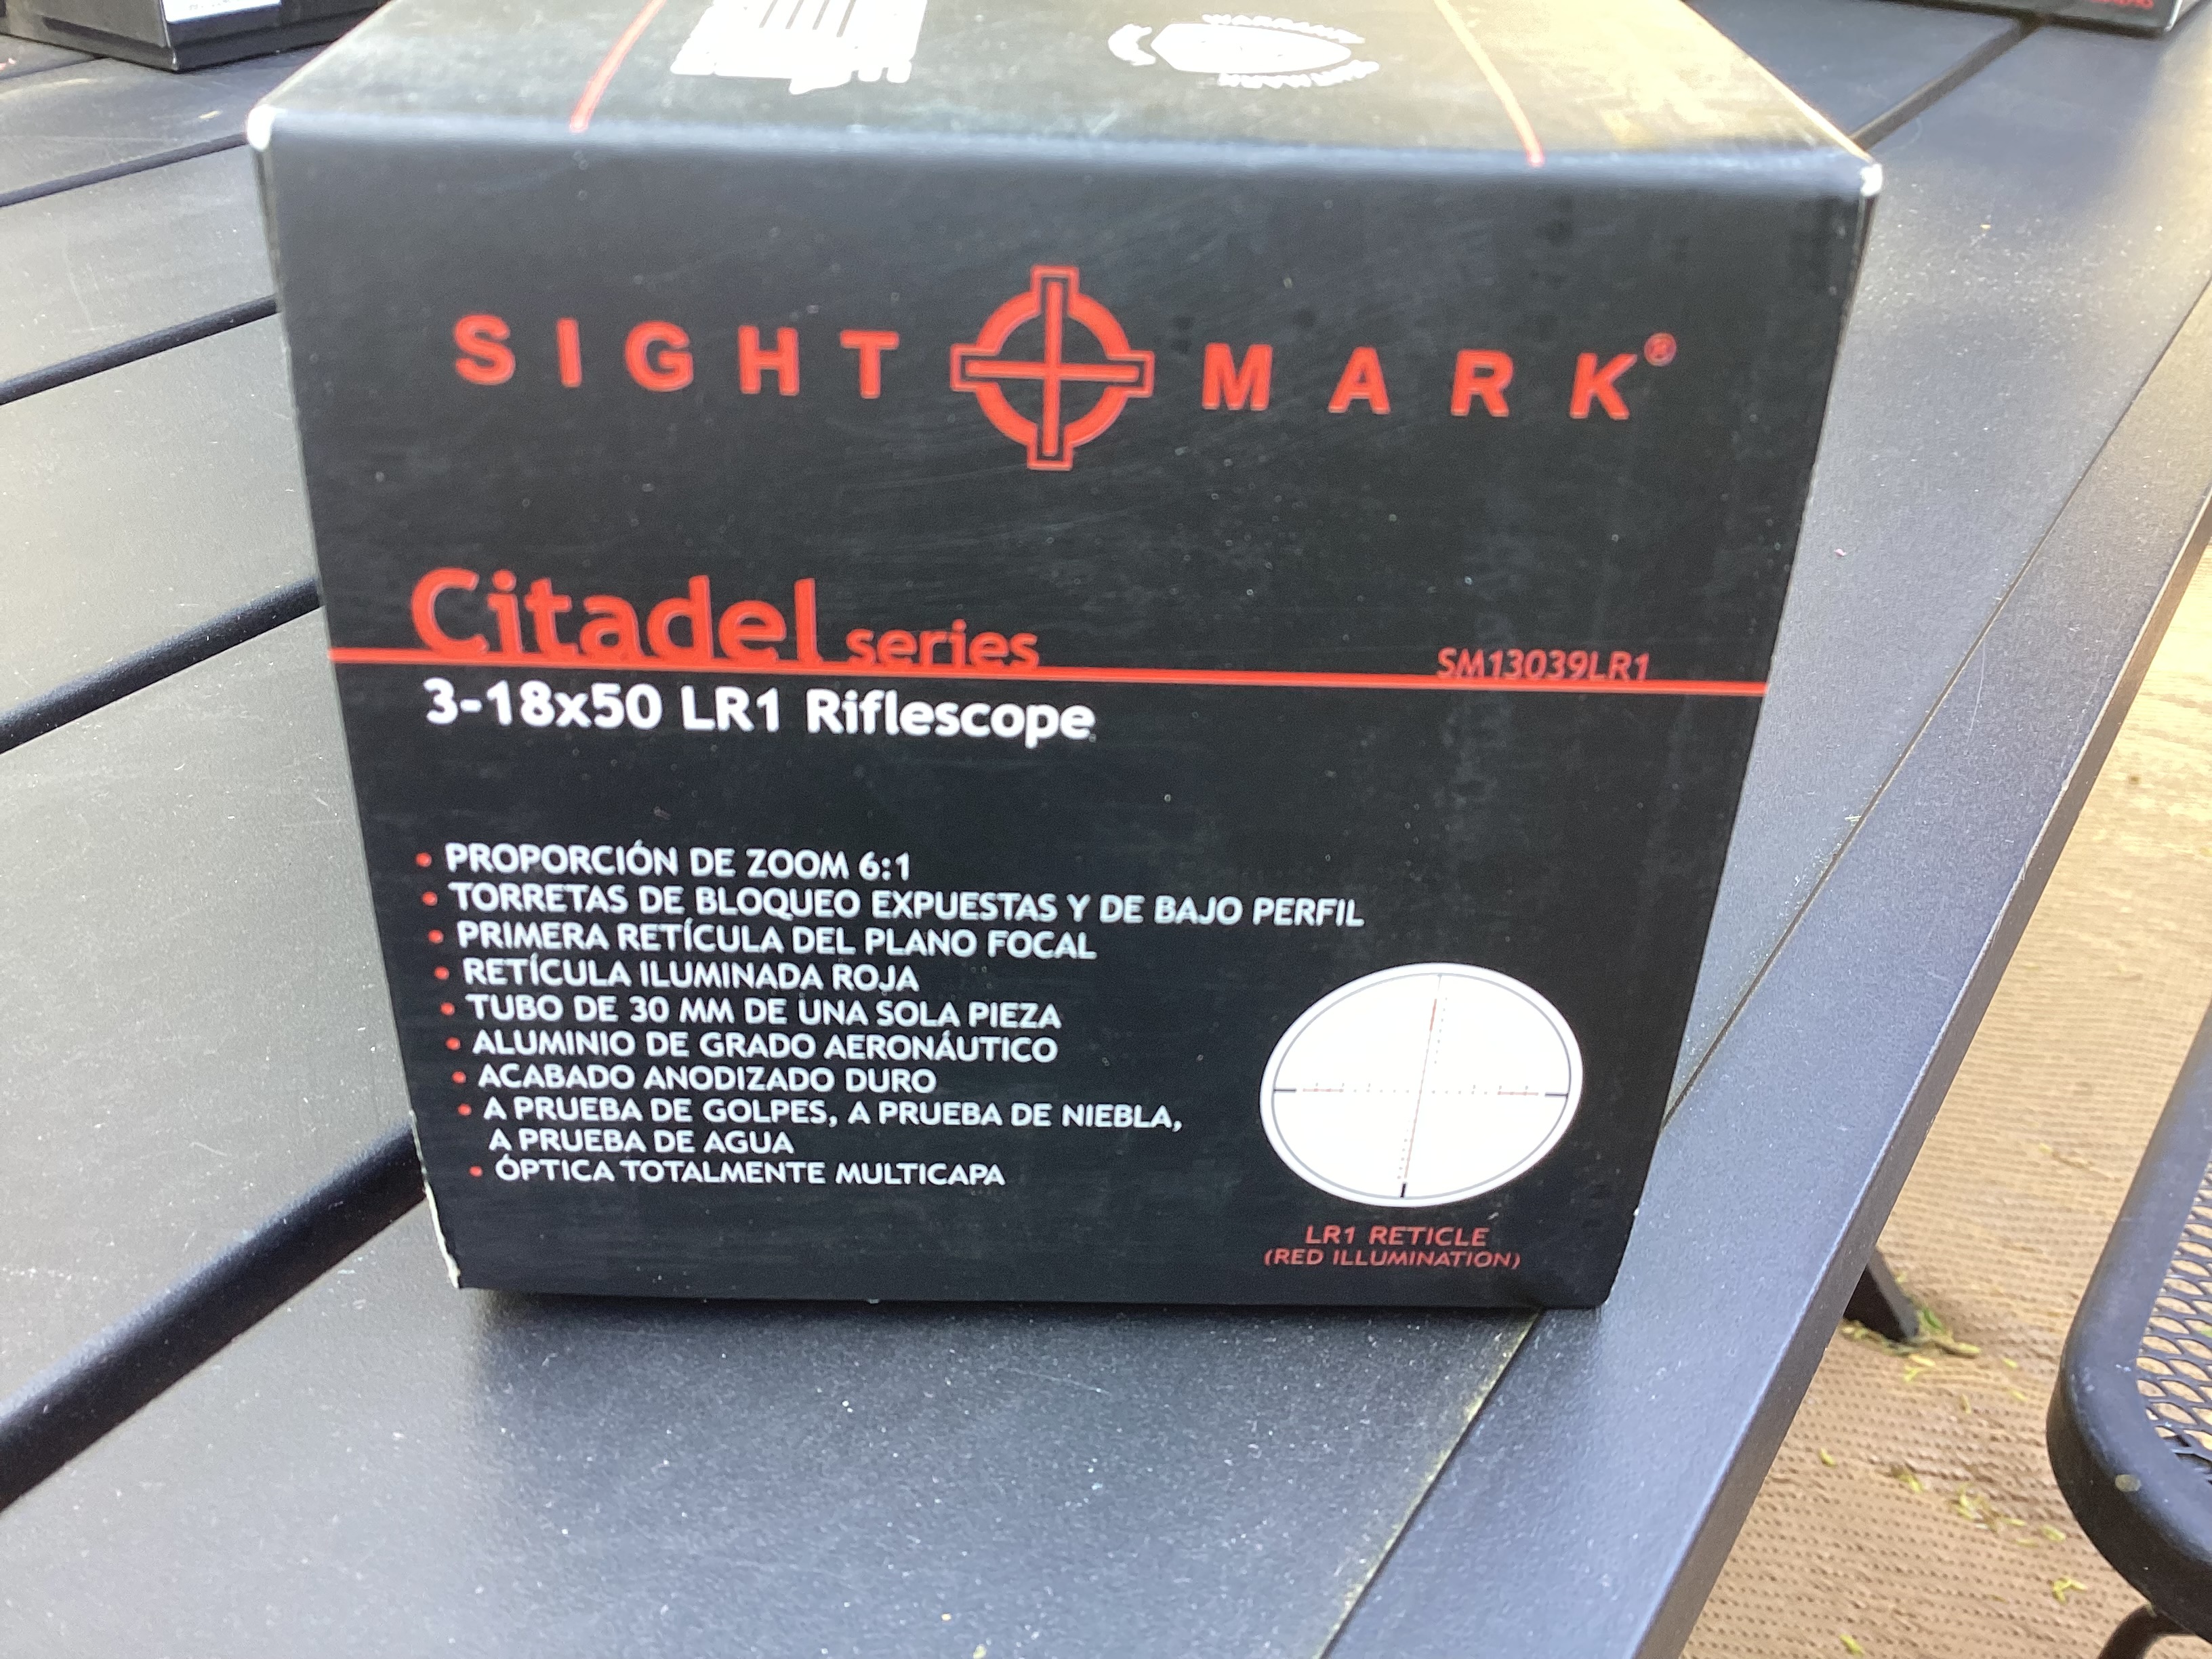 WARRANTY
SIGHTMARK®
Citadel series
SM13039LR1
3-18x50 LR1 Riflescope
• PROPORCIÓN DE ZOOM 6:1
• TORRETAS DE BLOQUEO EXPUESTAS Y DE BAJO PERFIL
• PRIMERA RETÍCULA DEL PLANO FOCAL
• RETÍCULA ILUMINADA ROJA
• TUBO DE 30 MM DE UNA SOLA PIEZA
• ALUMINIO DE GRADO AERONÁUTICO
• ACABADO ANODIZADO DURO
• A PRUEBA DE GOLPES, A PRUEBA DE NIEBLA,
A PRUEBA DE AGUA
• ÓPTICA TOTALMENTE MULTICAPA
LR1 RETICLE
(RED ILLUMINATION)